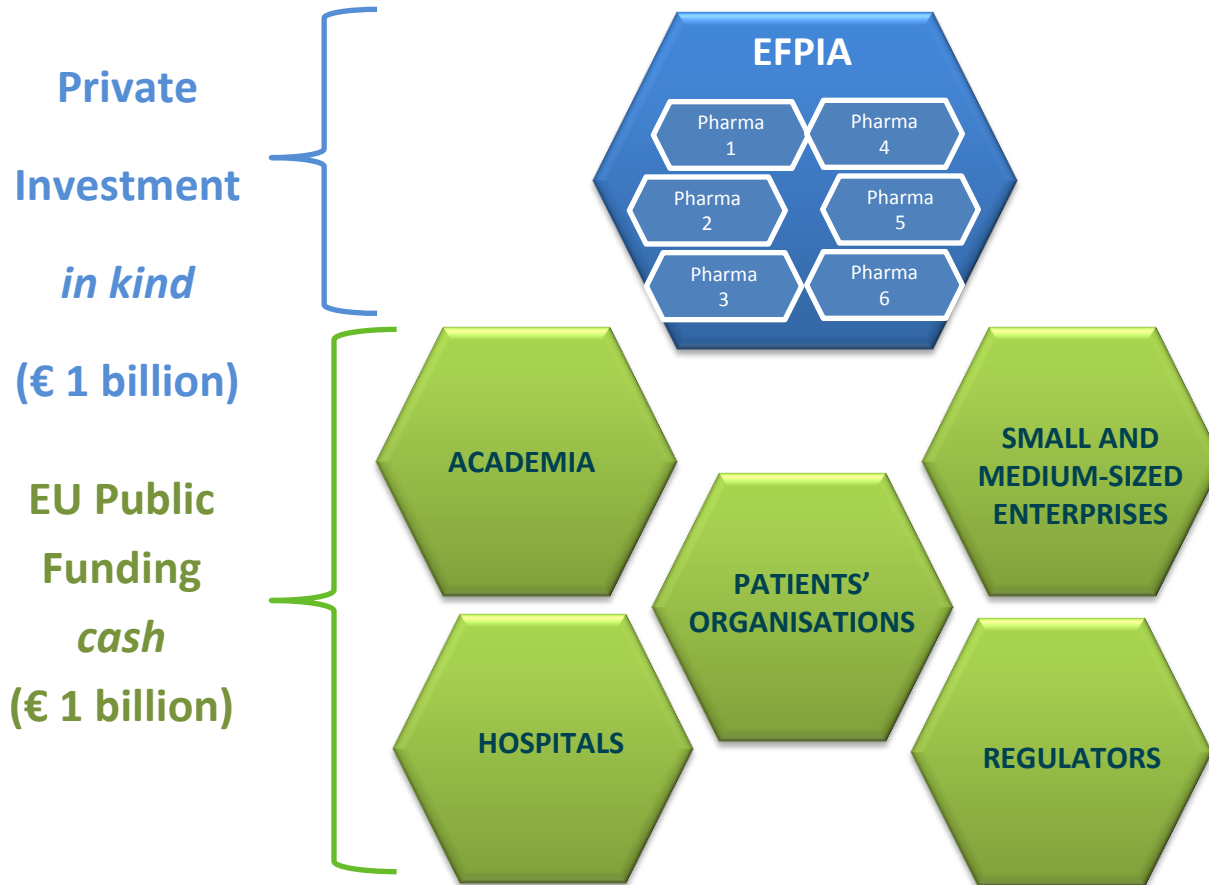 Private
Investment
in kind
(€ 1 billion)
EU Public
Funding
cash
(€ 1 billion)
EFPIA
Pharma
1
Pharma
4
Pharma
2
Pharma
5
Pharma
3
Pharma
6
ACADEMIA
SMALL AND
MEDIUM-SIZED
ENTERPRISES
PATIENTS’
ORGANISATIONS
HOSPITALS
REGULATORS